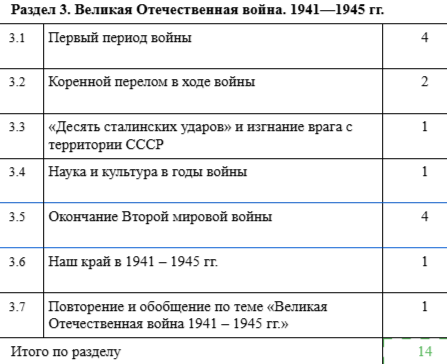 Раздел 3. Великая Отечественная война. 1941—1945 гг.
3.1 Первый период войны 4
3.2 Коренной перелом в ходе войны 2
3.3 «Десять сталинских ударов» и изгнание врага с 1
территории СССР
3.4 Наука и культура в годы войны 1
3.5 Окончание Второй мировой войны 4
3.6 Наш край в 1941 – 1945 гг. 1
3.7 Повторение и обобщение по теме «Великая 1
Отечественная война 1941 – 1945 гг.»
Итого по разделу 14